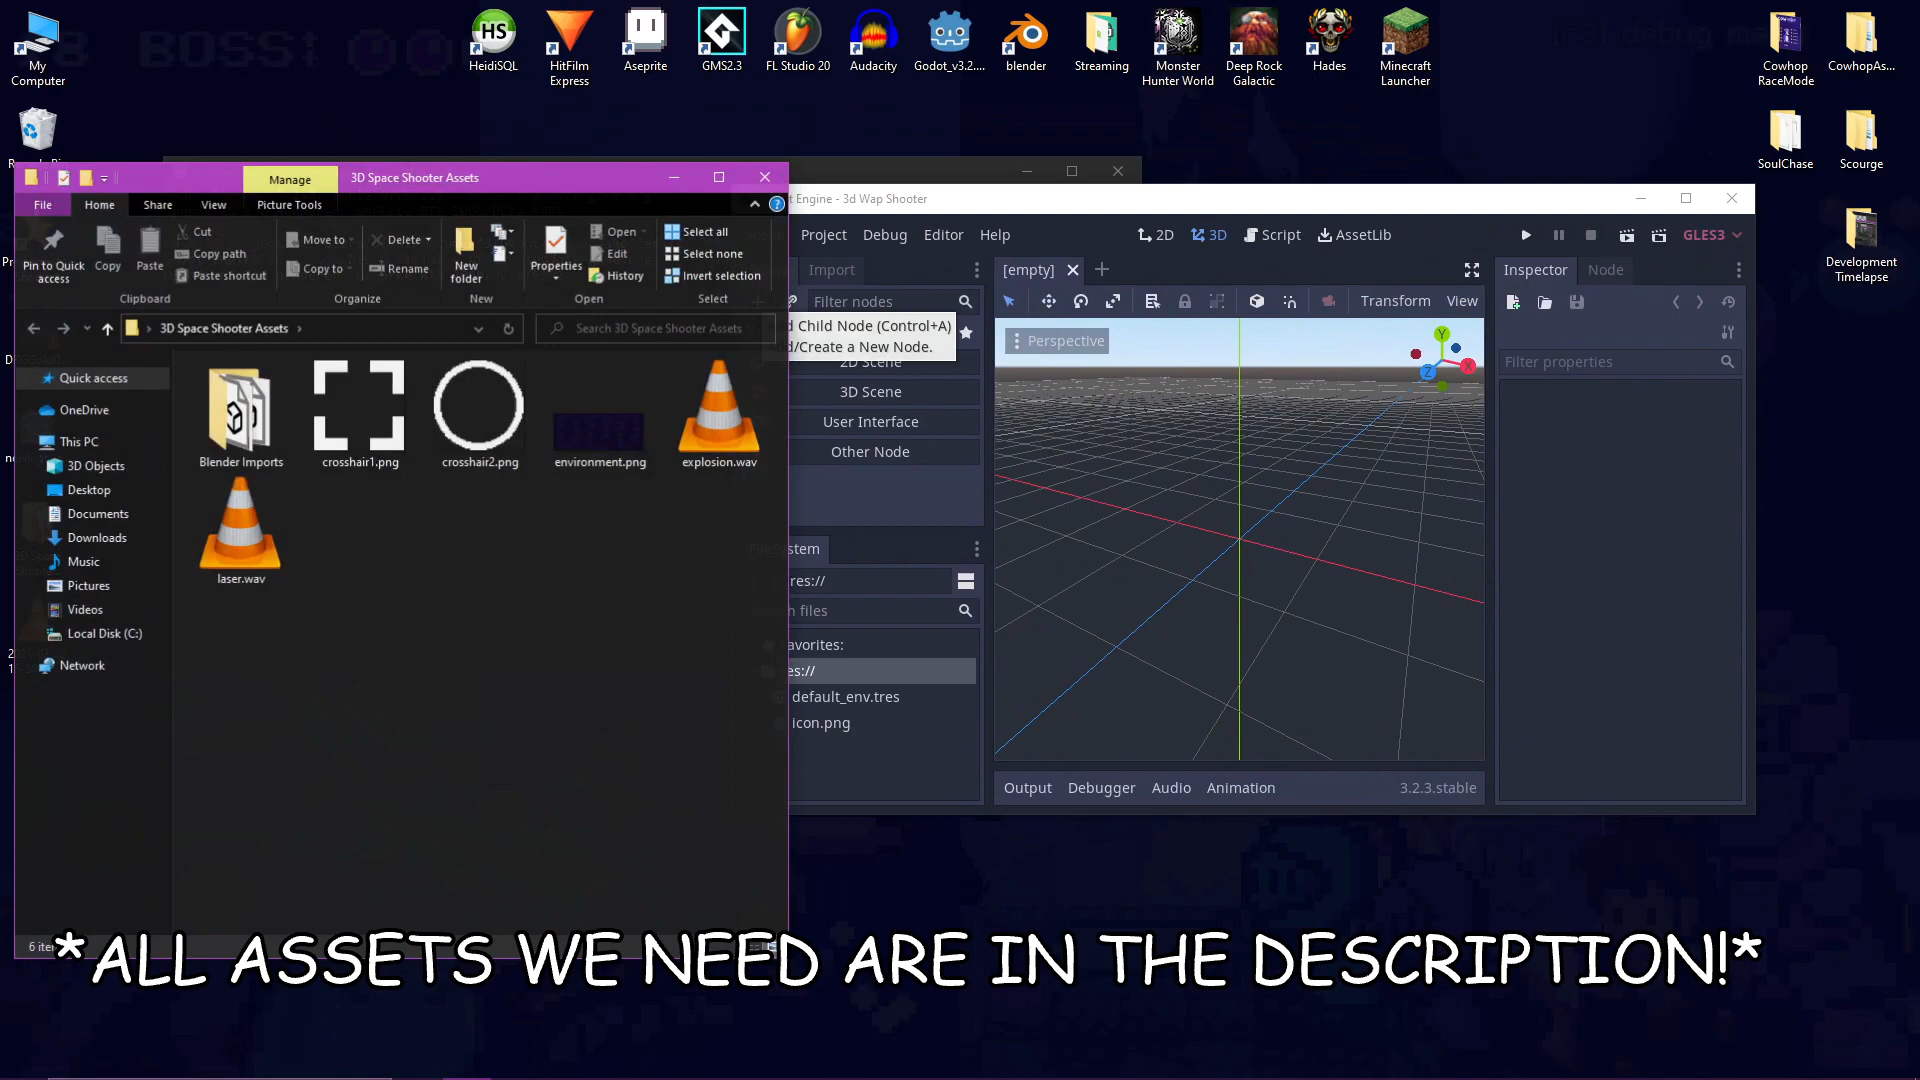 My
Computer
HeidiSQL
HitFilm
Express
Aseprite
GMS2.3
FL Studio 20
Audacity
Godot_v3.2....
blender
Streaming
Monster
Hunter World
Deep Rock
Galactic
Hades
Minecraft
Launcher
Cowhop
RaceMode
CowhopAs...
SoulChase
Scourge
Development
Timelapse
Manage
3D Space Shooter Assets
File
Home
Share
View
Picture Tools
Pin to Quick
access
Copy
Paste
Cut
Copy path
Paste shortcut
Clipboard
Move to
Copy to
Delete
Rename
Organize
New
folder
New
Properties
Open
Edit
History
Open
Select all
Select none
Invert selection
Select
3D Space Shooter Assets
Search 3D Space Shooter Assets
Quick access
OneDrive
This PC
3D Objects
Desktop
Documents
Downloads
Music
Pictures
Videos
Local Disk (C:)
Network
Blender Imports
crosshair1.png
crosshair2.png
environment.png
explosion.wav
laser.wav
Engine - 3d Wap Shooter
Project
Debug
Editor
Help
2D
3D
Script
AssetLib
GLES3
Import
[empty]
Inspector
Node
Filter nodes
Transform
View
Child Node (Control+A)
/Create a New Node.
2D Scene
3D Scene
User Interface
Other Node
Perspective
Y
X
Z
Filter properties
FileSystem
res://
files
res://
default_env.tres
icon.png
Output
Debugger
Audio
Animation
3.2.3.stable
*ALL ASSETS WE NEED ARE IN THE DESCRIPTION!*